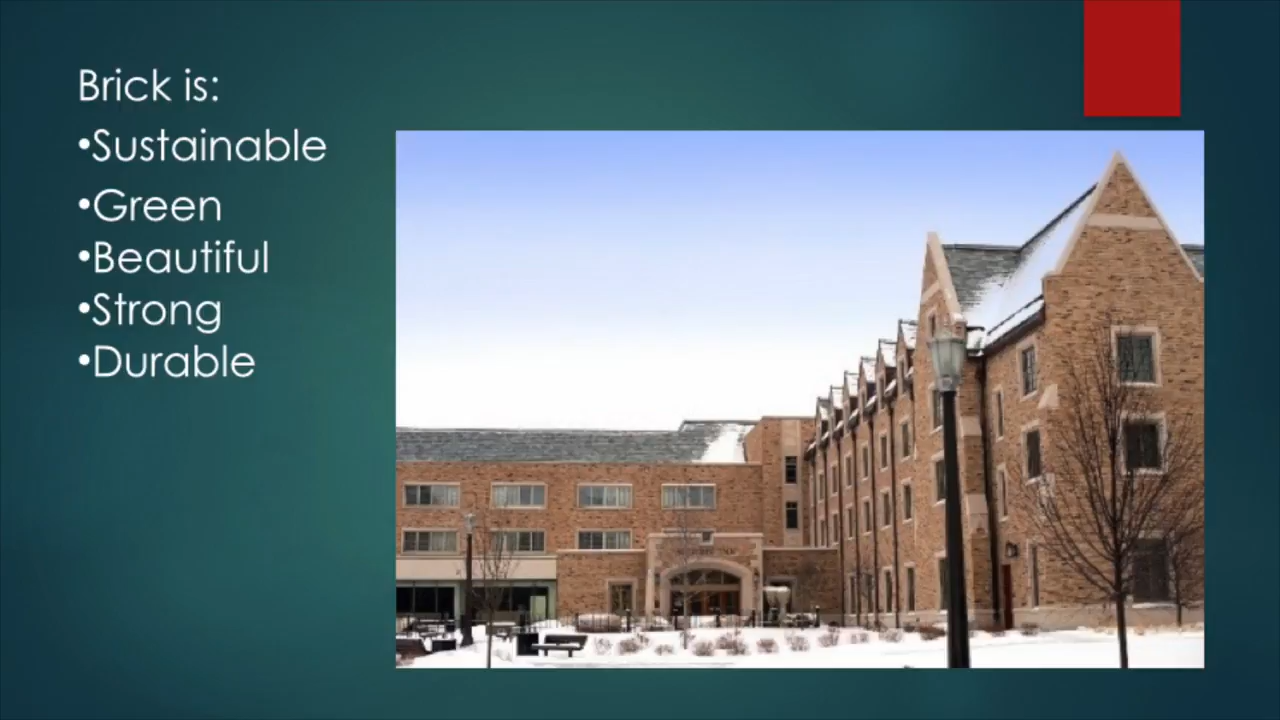 Brick is:
•Sustainable
•Green
•Beautiful
•Strong
•Durable